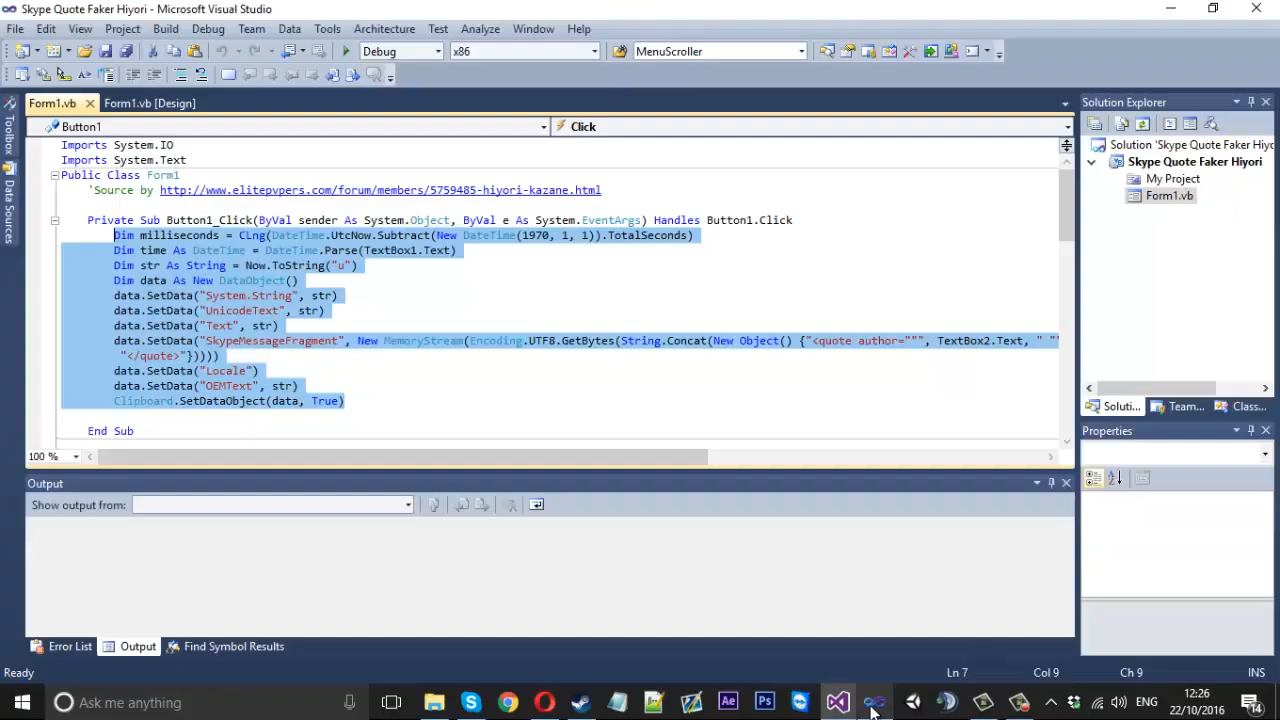 Skype Quote Faker Hiyori - Microsoft Visual Studio
File Edit View Project Build Debug Team Data Tools Architecture Test Analyze Window Help
Debug x86 MenuScroller
Form1.vb Form1.vb [Design]
Button1 Click
Imports System.IO
Imports System.Text
Public Class Form1
'Source by http://www.elitepvpers.com/forum/members/5759485-hiyori-kazane.html
Private Sub Button1_Click(ByVal sender As System.Object, ByVal e As System.EventArgs) Handles Button1.Click
Dim milliseconds = CLng(DateTime.UtcNow.Subtract(New DateTime(1970, 1, 1)).TotalSeconds)
Dim time As DateTime = DateTime.Parse(TextBox1.Text)
Dim str As String = Now.ToString("u")
Dim data As New DataObject()
data.SetData("System.String", str)
data.SetData("UnicodeText", str)
data.SetData("Text", str)
data.SetData("SkypeMessageFragment", New MemoryStream(Encoding.UTF8.GetBytes(String.Concat(New Object() {"<quote author=""", TextBox2.Text, " ""
"</quote>"}))))
data.SetData("Locale")
data.SetData("OEMText", str)
Clipboard.SetDataObject(data, True)
End Sub
100 %
Output
Show output from:
Error List Output Find Symbol Results
Toolbox
Data Sources
Solution Explorer
Solution 'Skype Quote Faker Hiyo
Skype Quote Faker Hiyori
My Project
Form1.vb
Soluti... Team... Class...
Properties
Ready Ln 7 Col 9 Ch 9 INS
Ask me anything
Ae Ps
ENG
12:26
22/10/2016
14